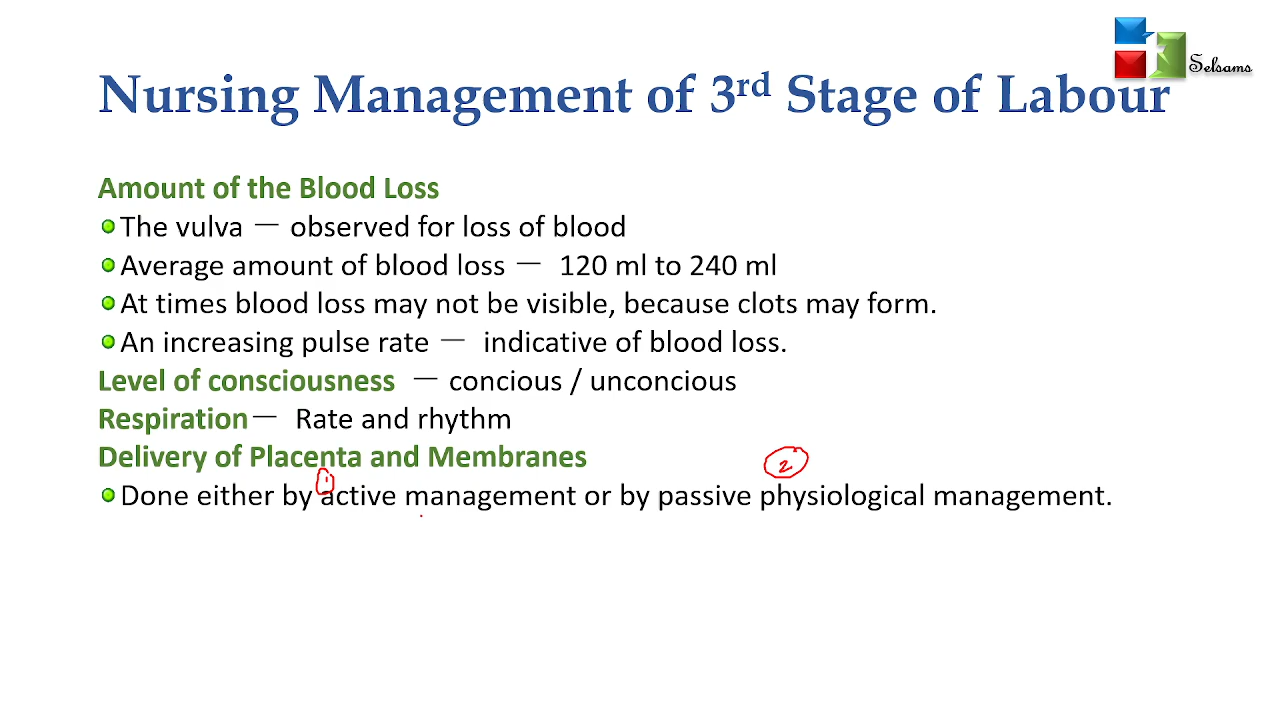 Selsams
Nursing Management of 3rd Stage of Labour
Amount of the Blood Loss
The vulva — observed for loss of blood
Average amount of blood loss — 120 ml to 240 ml
At times blood loss may not be visible, because clots may form.
An increasing pulse rate — indicative of blood loss.
Level of consciousness — concious / unconcious
Respiration — Rate and rhythm
Delivery of Placenta and Membranes
1 2
Done either by active management or by passive physiological management.